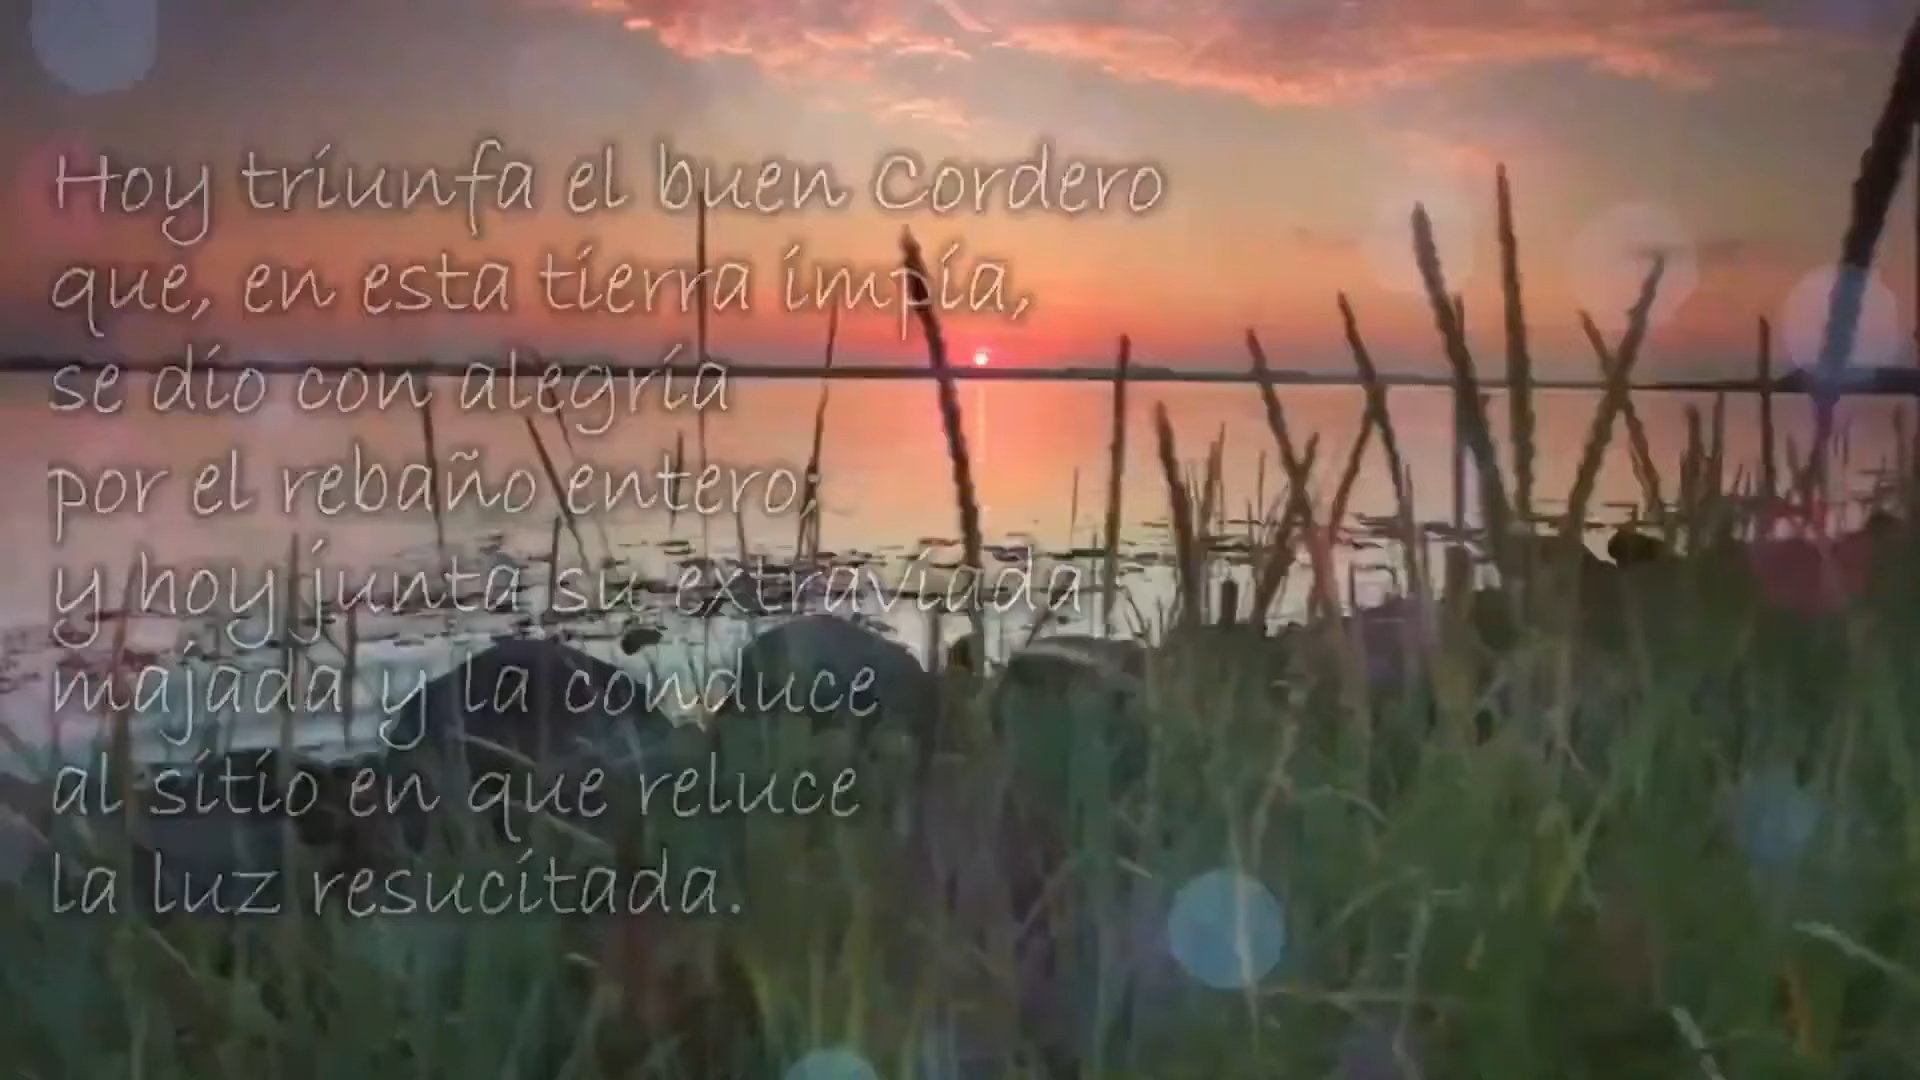 Hoy triunfa el buen Cordero
que, en esta tierra impía,
se dio con alegría
por el rebaño entero;
y hoy junta su extraviada
majada y la conduce
al sitio en que reluce
la luz resucitada.